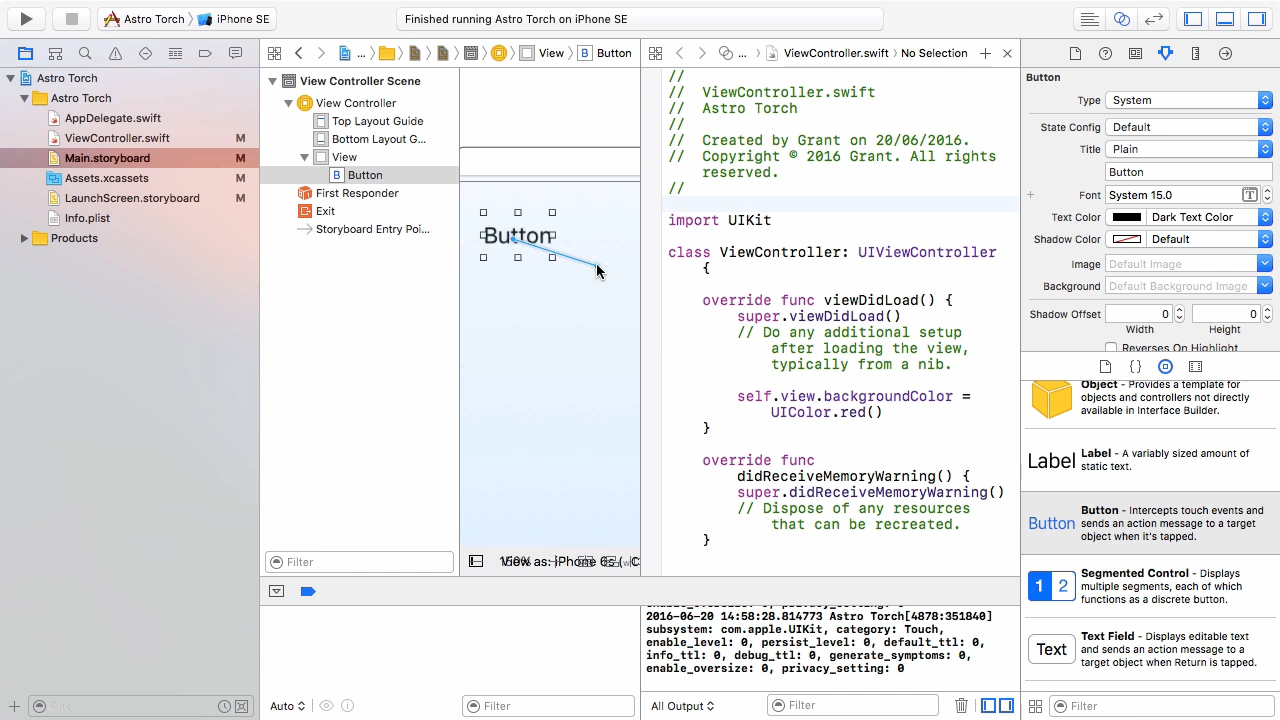 Astro Torch
iPhone SE
Finished running Astro Torch on iPhone SE
... View Button
... ViewController.swift No Selection
Astro Torch
Astro Torch
AppDelegate.swift
ViewController.swift M
Main.storyboard M
Assets.xcassets M
LaunchScreen.storyboard M
Info.plist
Products
Filter
View Controller Scene
View Controller
Top Layout Guide
Bottom Layout G...
View
B Button
First Responder
Exit
Storyboard Entry Poi...
Filter
Button
View as: iPhone 6s (
//
// ViewController.swift
// Astro Torch
//
// Created by Grant on 20/06/2016.
// Copyright © 2016 Grant. All rights
reserved.
//
import UIKit
class ViewController: UIViewController
{
override func viewDidLoad() {
super.viewDidLoad()
// Do any additional setup
after loading the view,
typically from a nib.
self.view.backgroundColor =
UIColor.red()
}
override func
didReceiveMemoryWarning() {
super.didReceiveMemoryWarning()
// Dispose of any resources
that can be recreated.
}
Auto
Filter
2016-06-20 14:58:28.814773 Astro Torch[4878:351840]
subsystem: com.apple.UIKit, category: Touch,
enable_level: 0, persist_level: 0, default_ttl: 0,
info_ttl: 0, debug_ttl: 0, generate_symptoms: 0,
enable_oversize: 0, privacy_setting: 0
All Output
Filter
Button
Type System
State Config Default
Title Plain
Button
Font System 15.0
Text Color Dark Text Color
Shadow Color Default
Image Default Image
Background Default Background Image
Shadow Offset 0 0
Width Height
Reverses On Highlight
Object - Provides a template for
objects and controllers not directly
available in Interface Builder.
Label
Label - A variably sized amount of
static text.
Button
Button - Intercepts touch events and
sends an action message to a target
object when it's tapped.
1 2
Segmented Control - Displays
multiple segments, each of which
functions as a discrete button.
Text
Text Field - Displays editable text
and sends an action message to a
target object when Return is tapped.
Filter